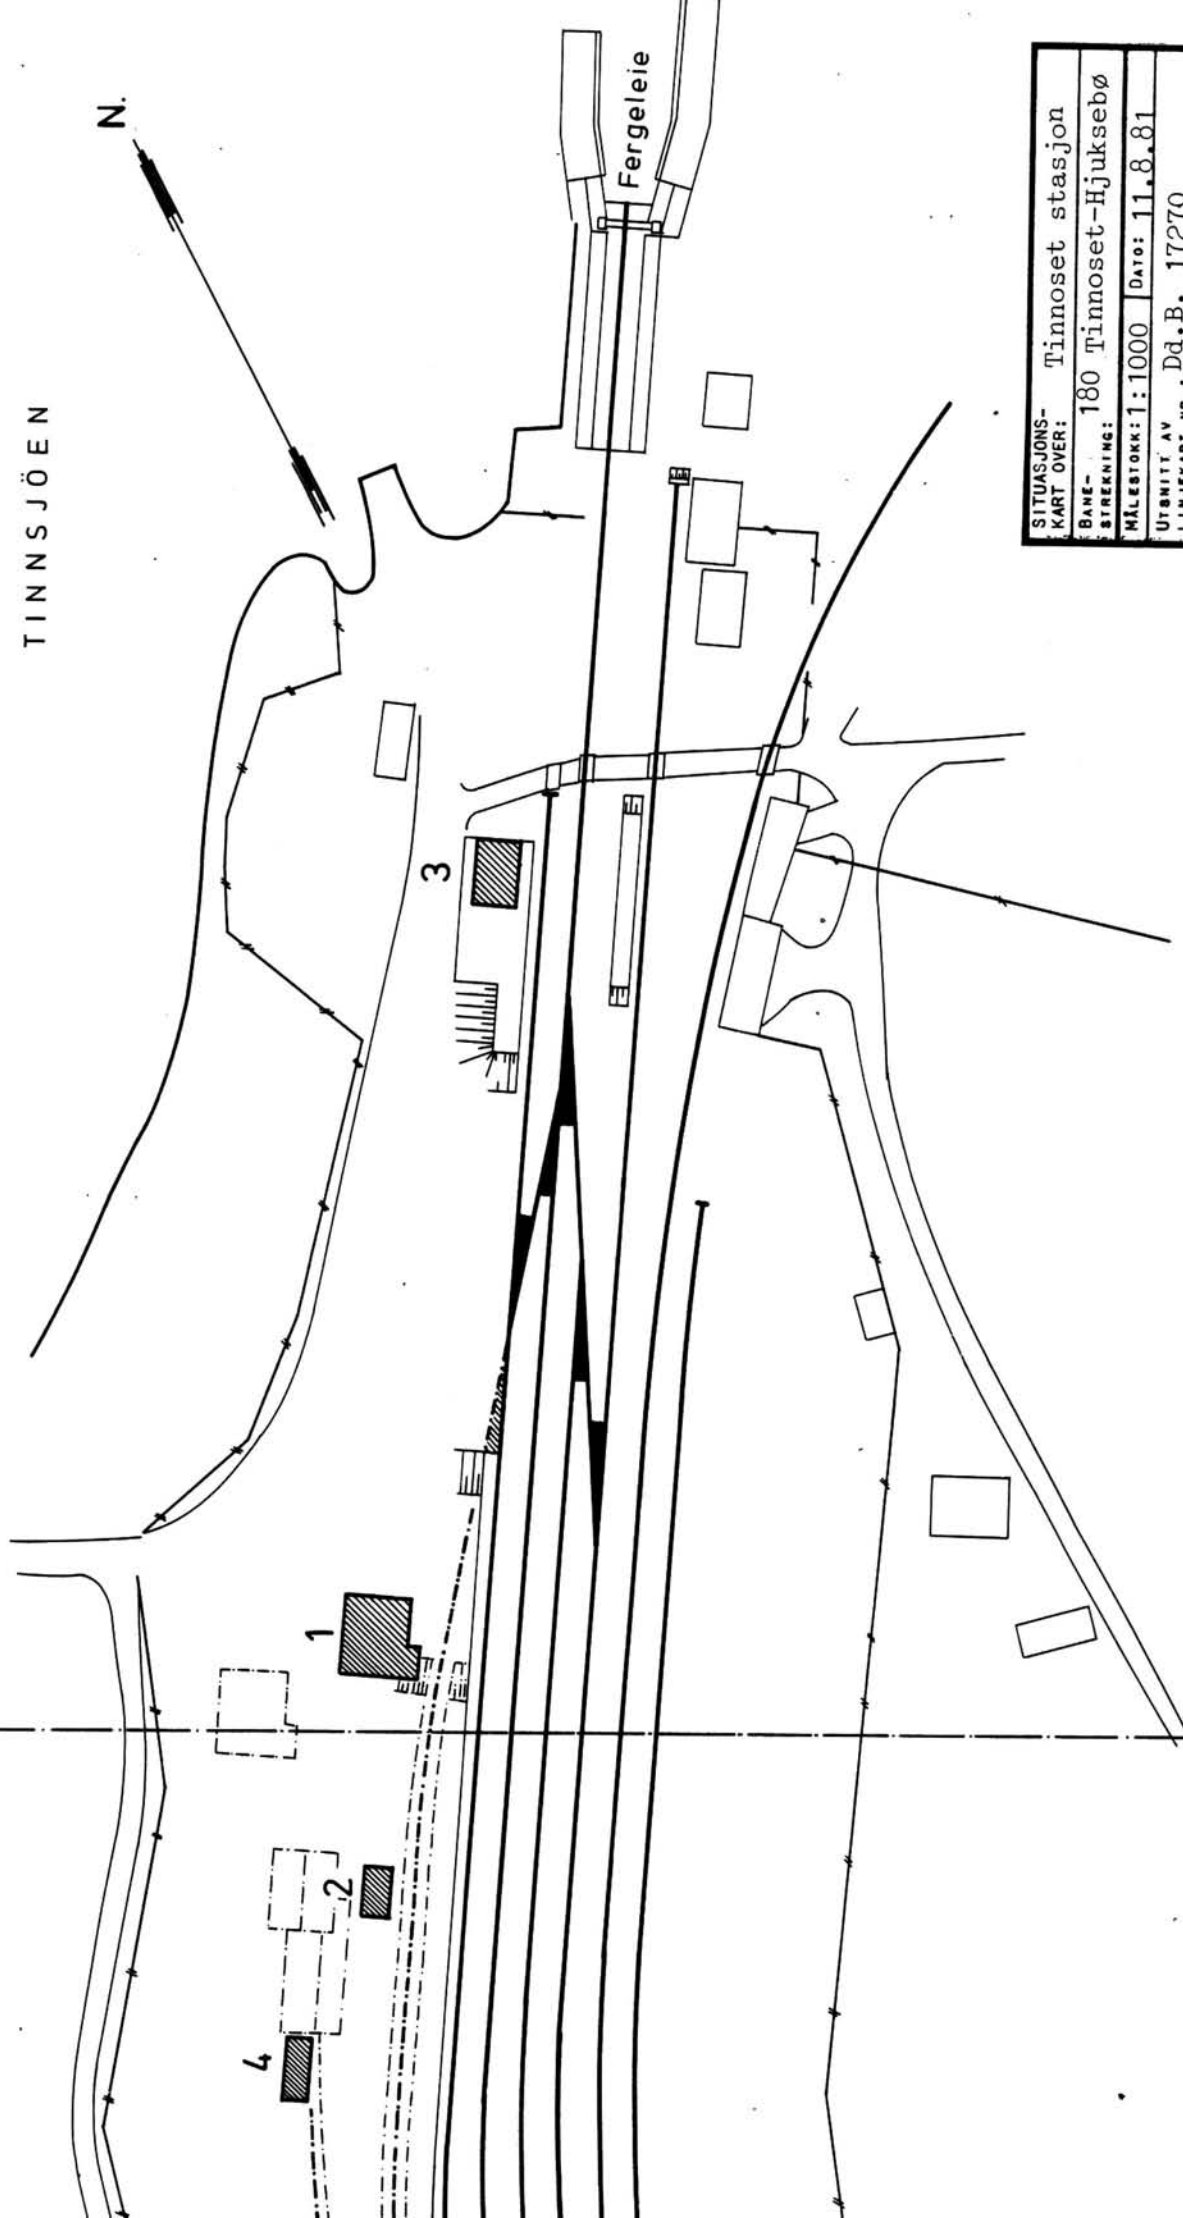 TINNSJÖEN
N.
Fergeleie
3
1
2
4
SITUASJONS-
KART OVER: Tinnoset stasjon
BANE-
STREKNING: 180 Tinnoset-Hjuksebø
MÅLESTOKK: 1:1000 DATO: 11.8.81
UTSNITT AV
Dd.B. 17270